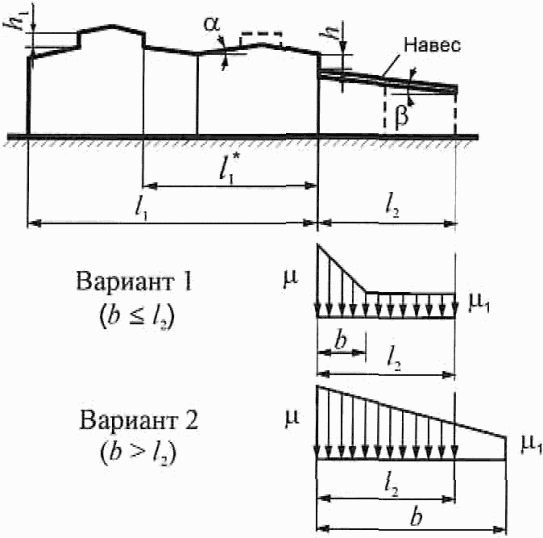 h₁
α
h
Навес
β
l₁*
l₁
l₂
Вариант 1
(b ≤ l₂)
μ
μ₁
b
l₂
Вариант 2
(b > l₂)
μ
μ₁
l₂
b